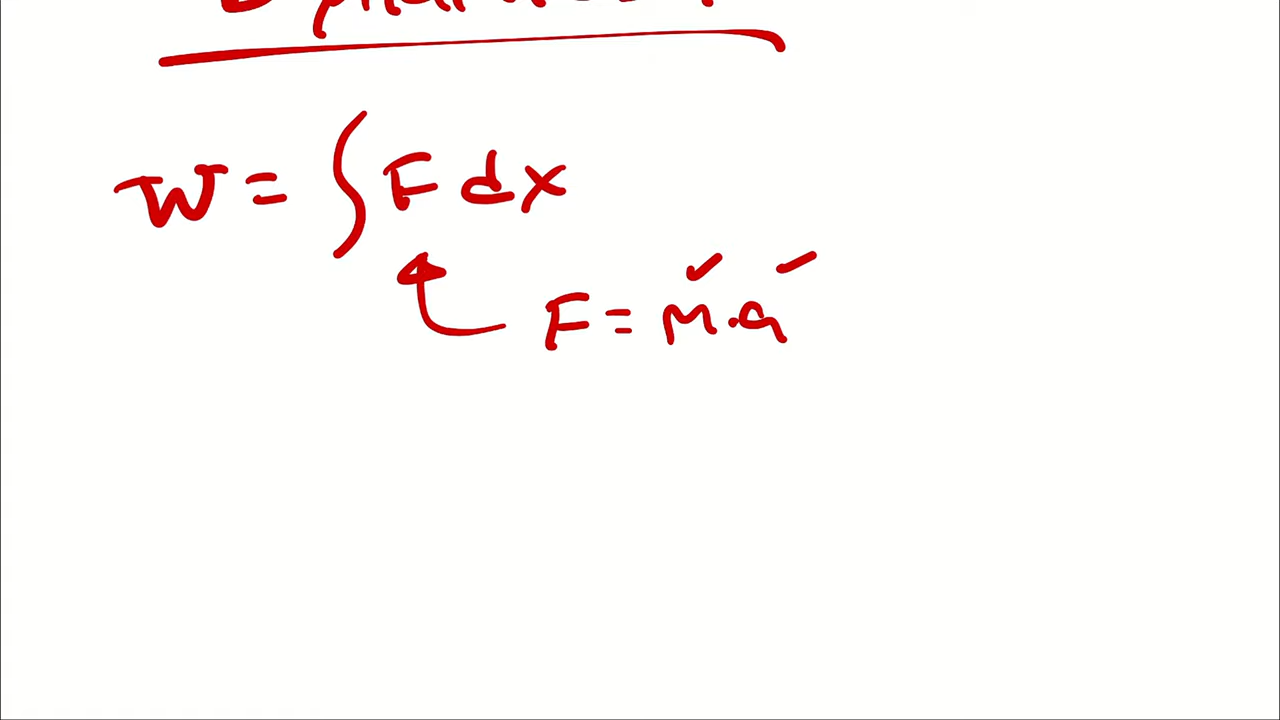 W = ∫ F dx
F = m.a